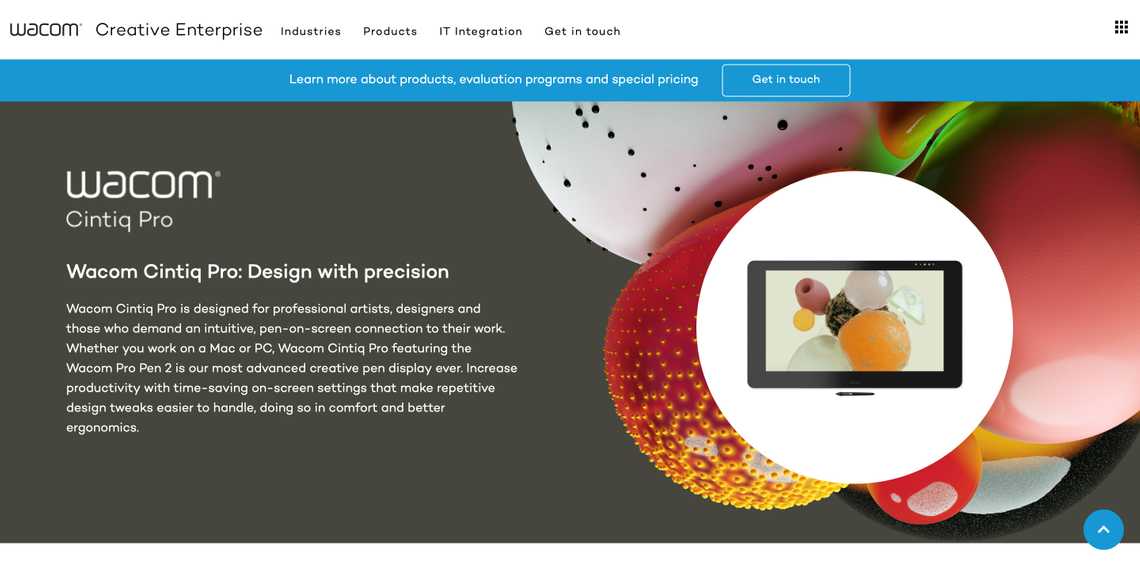 wacom Creative Enterprise Industries Products IT Integration Get in touch
Learn more about products, evaluation programs and special pricing Get in touch
wacom
Cintiq Pro
Wacom Cintiq Pro: Design with precision
Wacom Cintiq Pro is designed for professional artists, designers and
those who demand an intuitive, pen-on-screen connection to their work.
Whether you work on a Mac or PC, Wacom Cintiq Pro featuring the
Wacom Pro Pen 2 is our most advanced creative pen display ever. Increase
productivity with time-saving on-screen settings that make repetitive
design tweaks easier to handle, doing so in comfort and better
ergonomics.